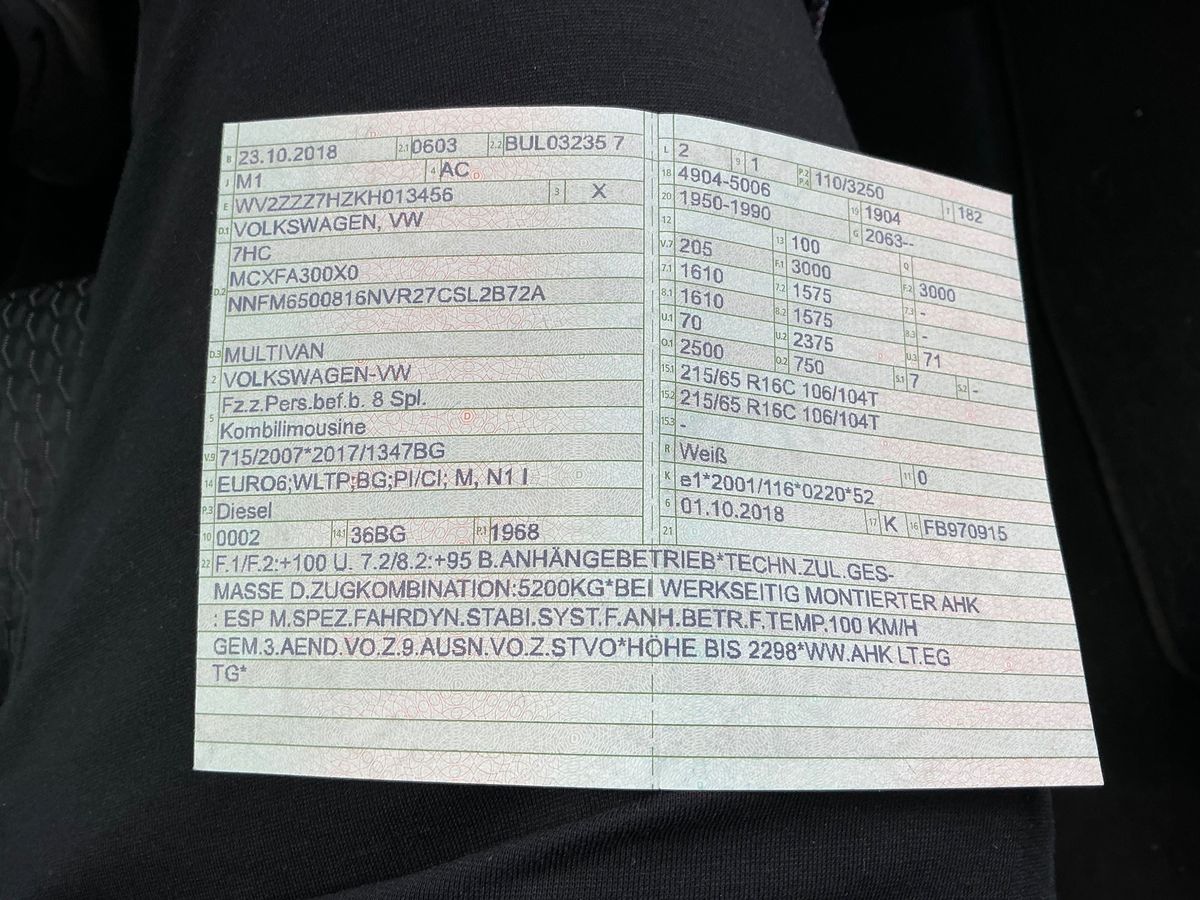 B 23.10.2018 2.1 0603 2.2 BUL03235 7
J M1 4 AC
E WV2ZZZ7HZKH013456 3 X
D.1 VOLKSWAGEN, VW
7HC
D.2 MCXFA300X0
NNFM6500816NVR27CSL2B72A
D.3 MULTIVAN
2 VOLKSWAGEN-VW
5 Fz.z.Pers.bef.b. 8 Spl.
Kombilimousine
V.9 715/2007*2017/1347BG
14 EURO6;WLTP;BG;PI/CI; M, N1 I
P.3 Diesel
10 0002 14.1 36BG P.1 1968
L 2 9 1 P.2 P.4 110/3250 T 182
18 4904-5006 19 1904
20 1950-1990 G 2063--
12 13 100 Q
V.7 205 F.1 3000 F.2 3000
7.1 1610 7.2 1575 7.3 -
8.1 1610 8.2 1575 8.3 -
U.1 70 U.2 2375 U.3 71
O.1 2500 O.2 750 S.1 7 S.2 -
15.1 215/65 R16C 106/104T
15.2 215/65 R16C 106/104T
15.3 -
R Weiß 11 0
K e1*2001/116*0220*52
6 01.10.2018 17 K 16 FB970915
21
22 F.1/F.2:+100 U. 7.2/8.2:+95 B.ANHÄNGEBETRIEB*TECHN.ZUL.GES-
MASSE D.ZUGKOMBINATION:5200KG*BEI WERKSEITIG MONTIERTER AHK
: ESP M.SPEZ.FAHRDYN.STABI.SYST.F.ANH.BETR.F.TEMP.100 KM/H
GEM.3.AEND.VO.Z.9.AUSN.VO.Z.STVO*HÖHE BIS 2298*WW.AHK LT.EG
TG*